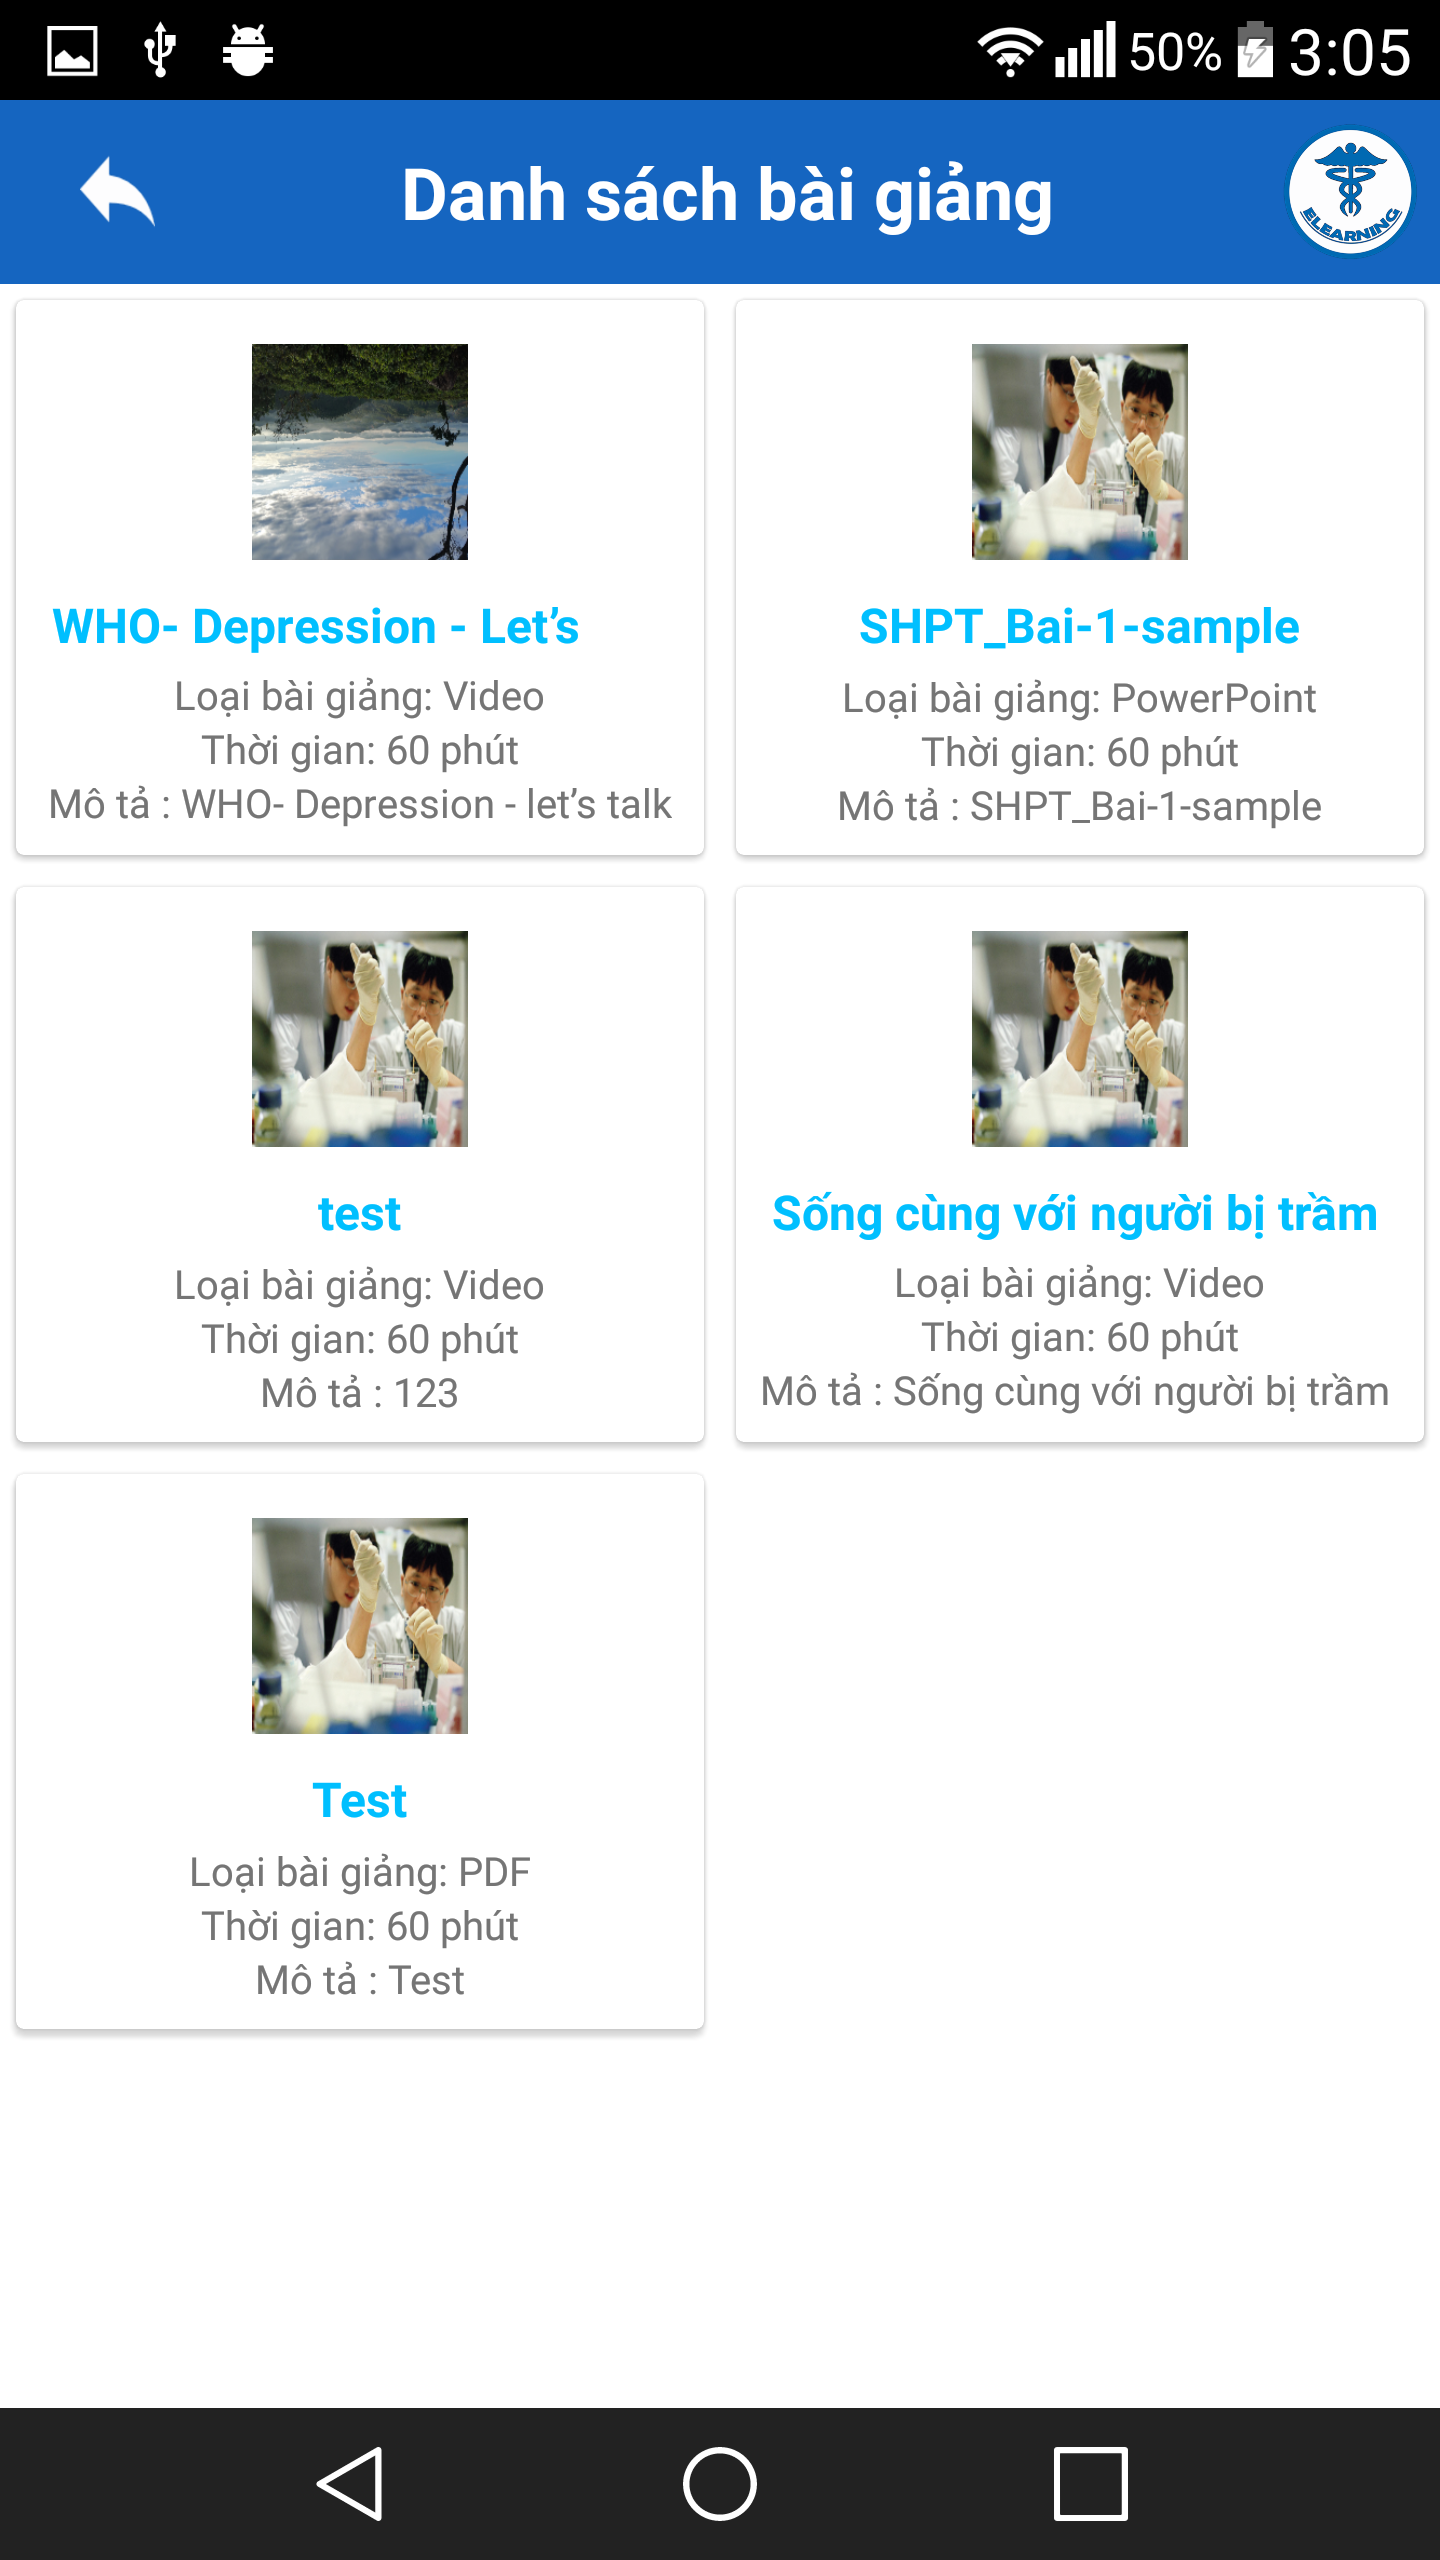 50% 3:05
Danh sách bài giảng
ELEARNING
WHO- Depression - Let’s
Loại bài giảng: Video
Thời gian: 60 phút
Mô tả : WHO- Depression - let’s talk
SHPT_Bai-1-sample
Loại bài giảng: PowerPoint
Thời gian: 60 phút
Mô tả : SHPT_Bai-1-sample
test
Loại bài giảng: Video
Thời gian: 60 phút
Mô tả : 123
Sống cùng với người bị trầm
Loại bài giảng: Video
Thời gian: 60 phút
Mô tả : Sống cùng với người bị trầm
Test
Loại bài giảng: PDF
Thời gian: 60 phút
Mô tả : Test